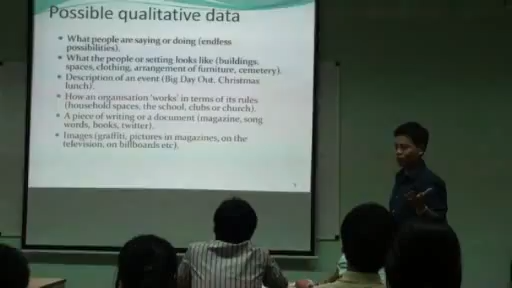 Possible qualitative data
• What people are saying or doing (endless
possibilities).
• What the people or setting looks like (buildings,
spaces, clothing, arrangement of furniture, cemetery).
• Description of an event (Big Day Out, Christmas
lunch).
• How an organisation 'works' in terms of its rules
(household spaces, the school, clubs or church).
• A piece of writing or a document (magazine, song
words, books, twitter).
• Images (graffiti, pictures in magazines, on the
television, on billboards etc).